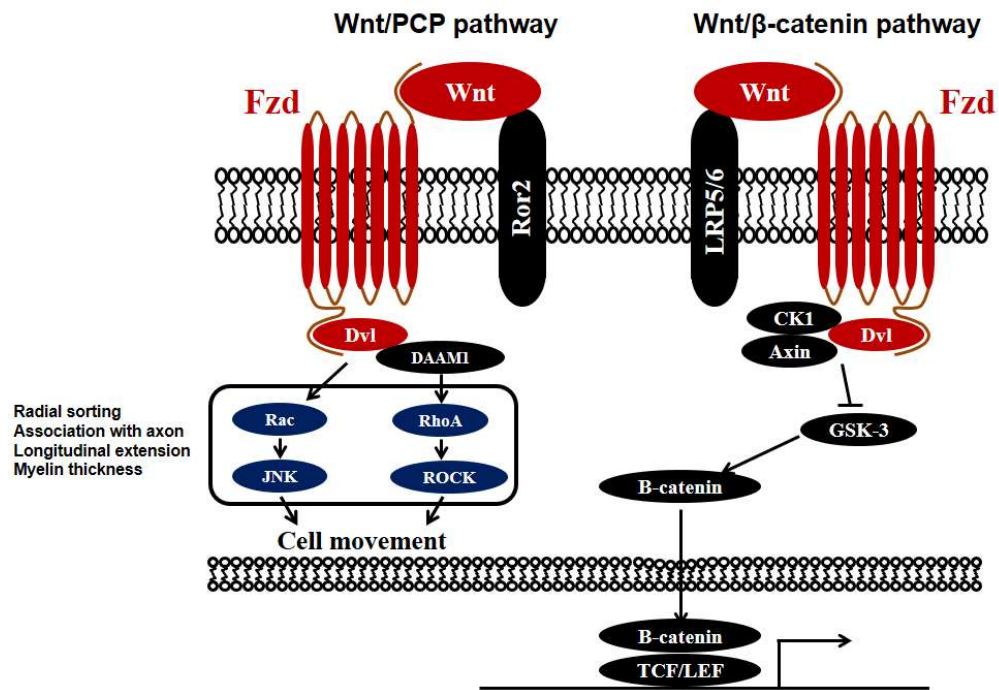 Wnt/PCP pathway
Wnt/β-catenin pathway
Fzd
Wnt
Wnt
Fzd
Ror2
LRP5/6
Dvl
DAAM1
CK1
Axin
Dvl
Radial sorting
Association with axon
Longitudinal extension
Myelin thickness
Rac
RhoA
GSK-3
JNK
ROCK
B-catenin
Cell movement
B-catenin
TCF/LEF